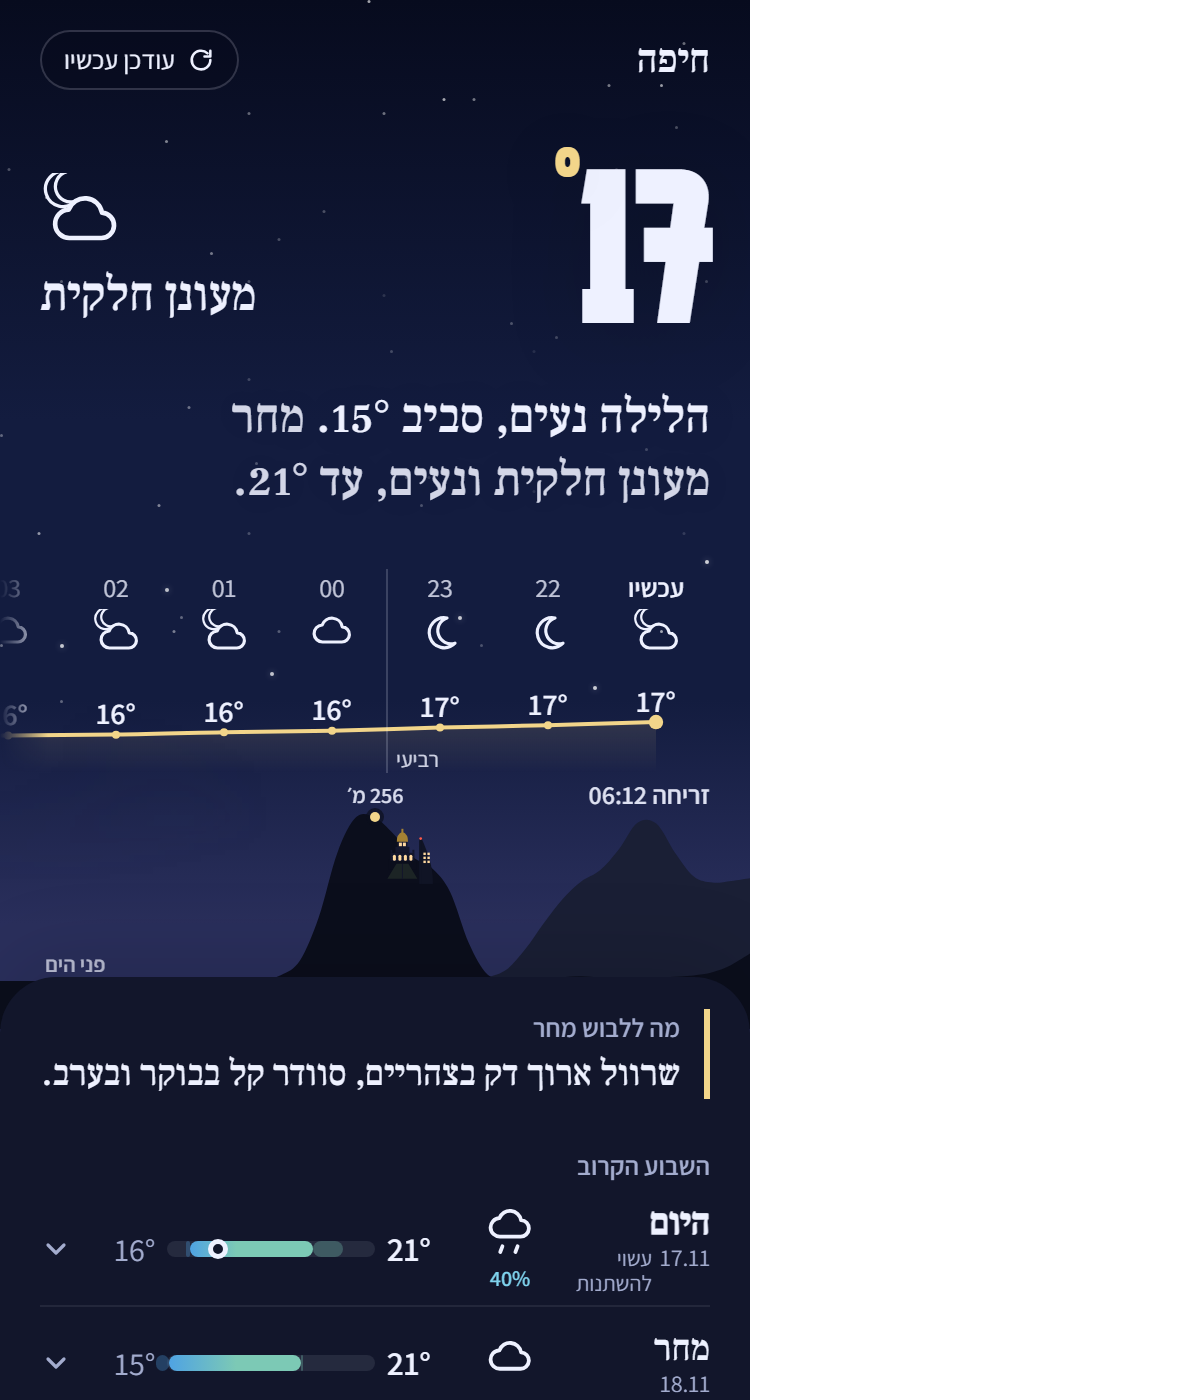 חיפה
עודכן עכשיו
17°
מעונן חלקית
הלילה נעים, סביב 15°. מחר
מעונן חלקית ונעים, עד 21°.
עכשיו 22 23 00 01 02
17° 17° 17° 16° 16° 16°
רביעי
זריחה 06:12
256 מ׳
פני הים
מה ללבוש מחר
שרוול ארוך דק בצהריים, סוודר קל בבוקר ובערב.
השבוע הקרוב
היום
17.11 עשוי להשתנות
40%
21° 16°
מחר
18.11
21° 15°